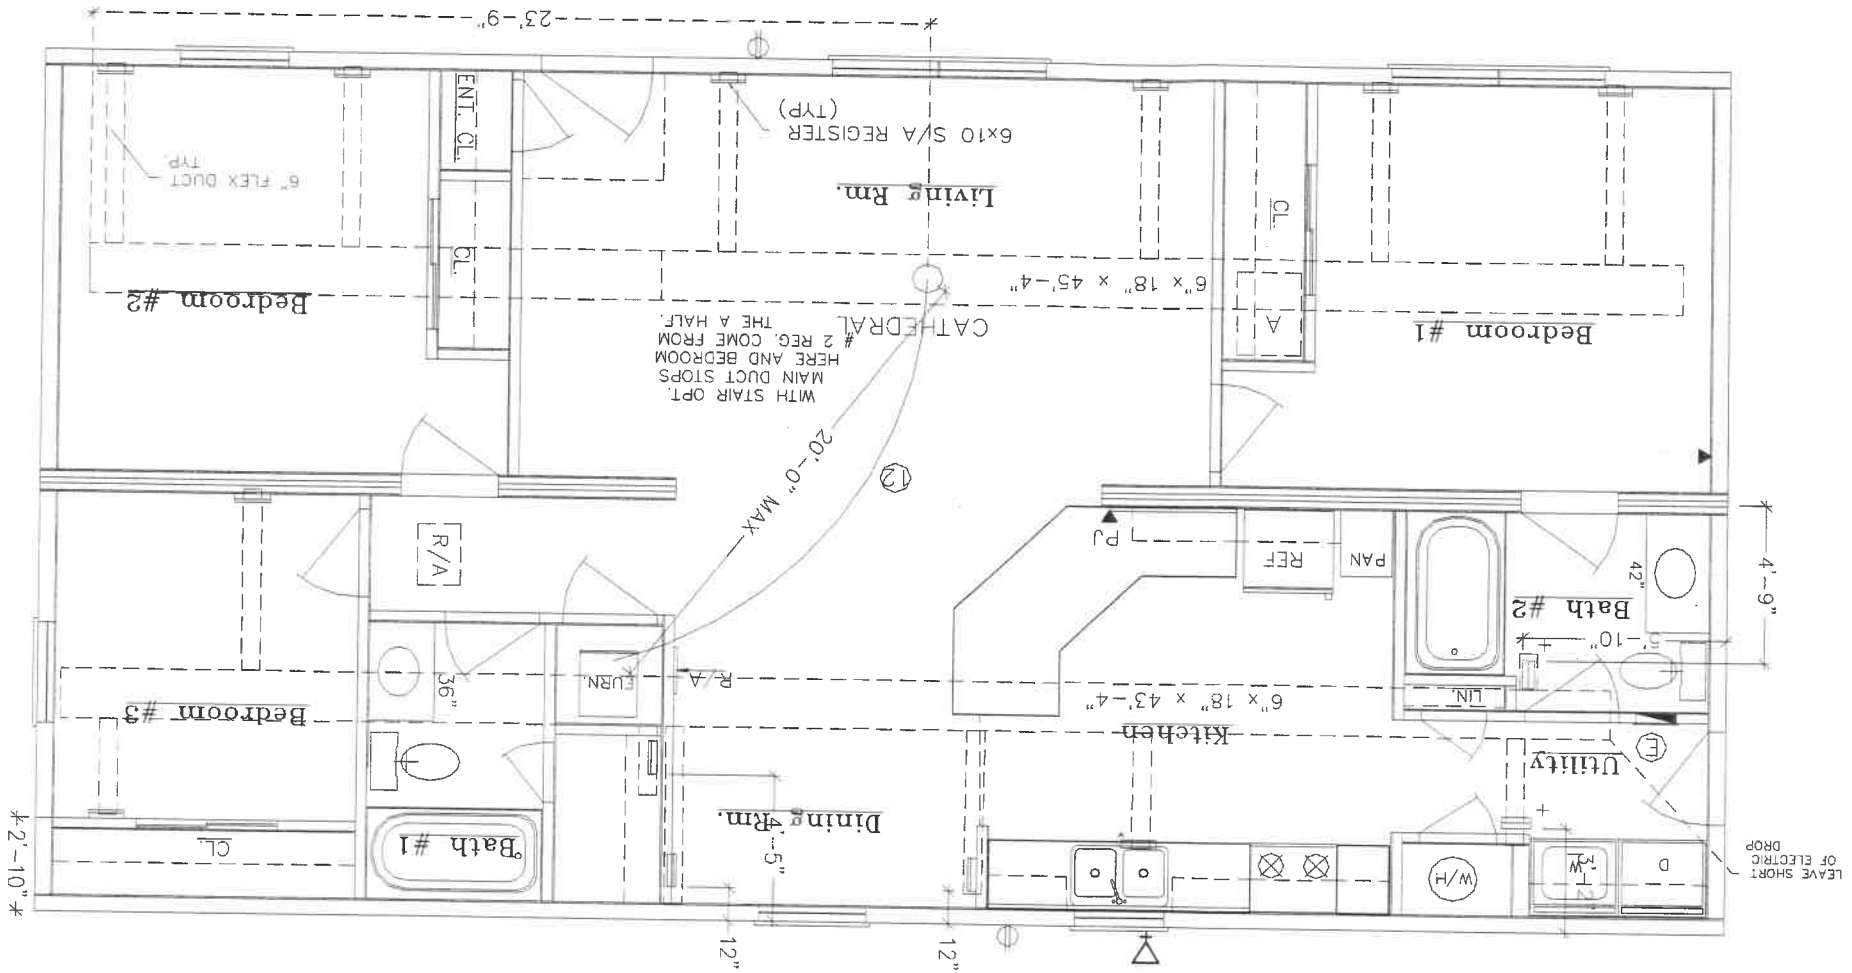 LEAVE SHORT
OF ELECTRIC
DROP
D
W
3'-2"
W/H
12"
12"
Dining
Rm.
4'-5"
Bath #1
CL.
2'-10"
Utility
E
Kitchen
6"x 18" x 43'-4"
LIN.
Bedroom #3
36"
FURN.
R/A
5'-10"
Bath #2
42"
4'-9"
PAN
REF
PJ
R/A
20'-0" MAX
12
WITH STAIR OPT.
MAIN DUCT STOPS
HERE AND BEDROOM
# 2 REG. COME FROM
THE A HALF.
CATHEDRAL
Bedroom #1
A
6"x 18" x 45'-4"
Bedroom #2
CL.
CL.
Living Rm.
6" FLEX DUCT
TYP.
6x10 S/A REGISTER
(TYP)
ENT. CL.
23'-9"